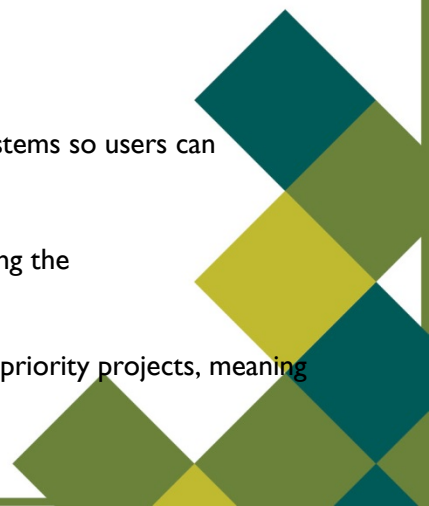 stems so users can
ng the
priority projects, meaning